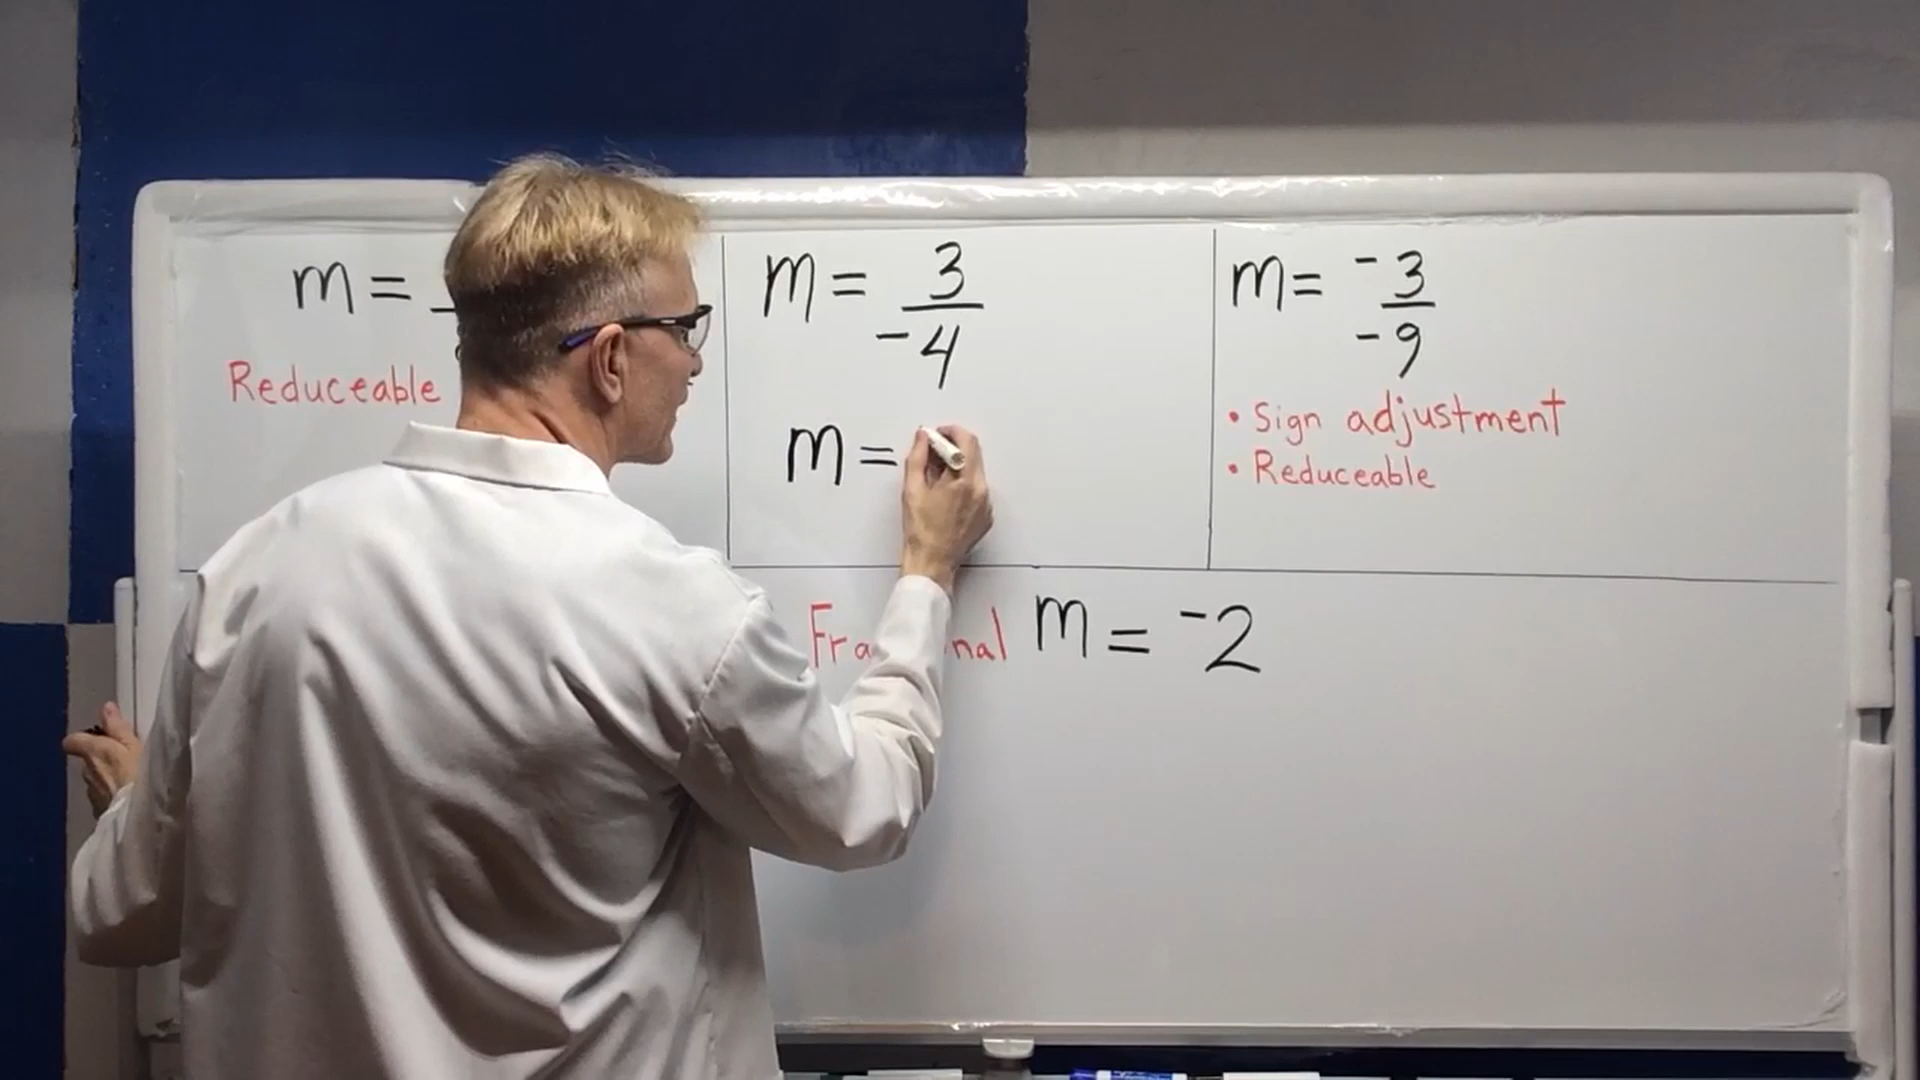 m =
Reduceable
m = 3
-4
m =
m = -3
-9
• Sign adjustment
• Reduceable
m = -2